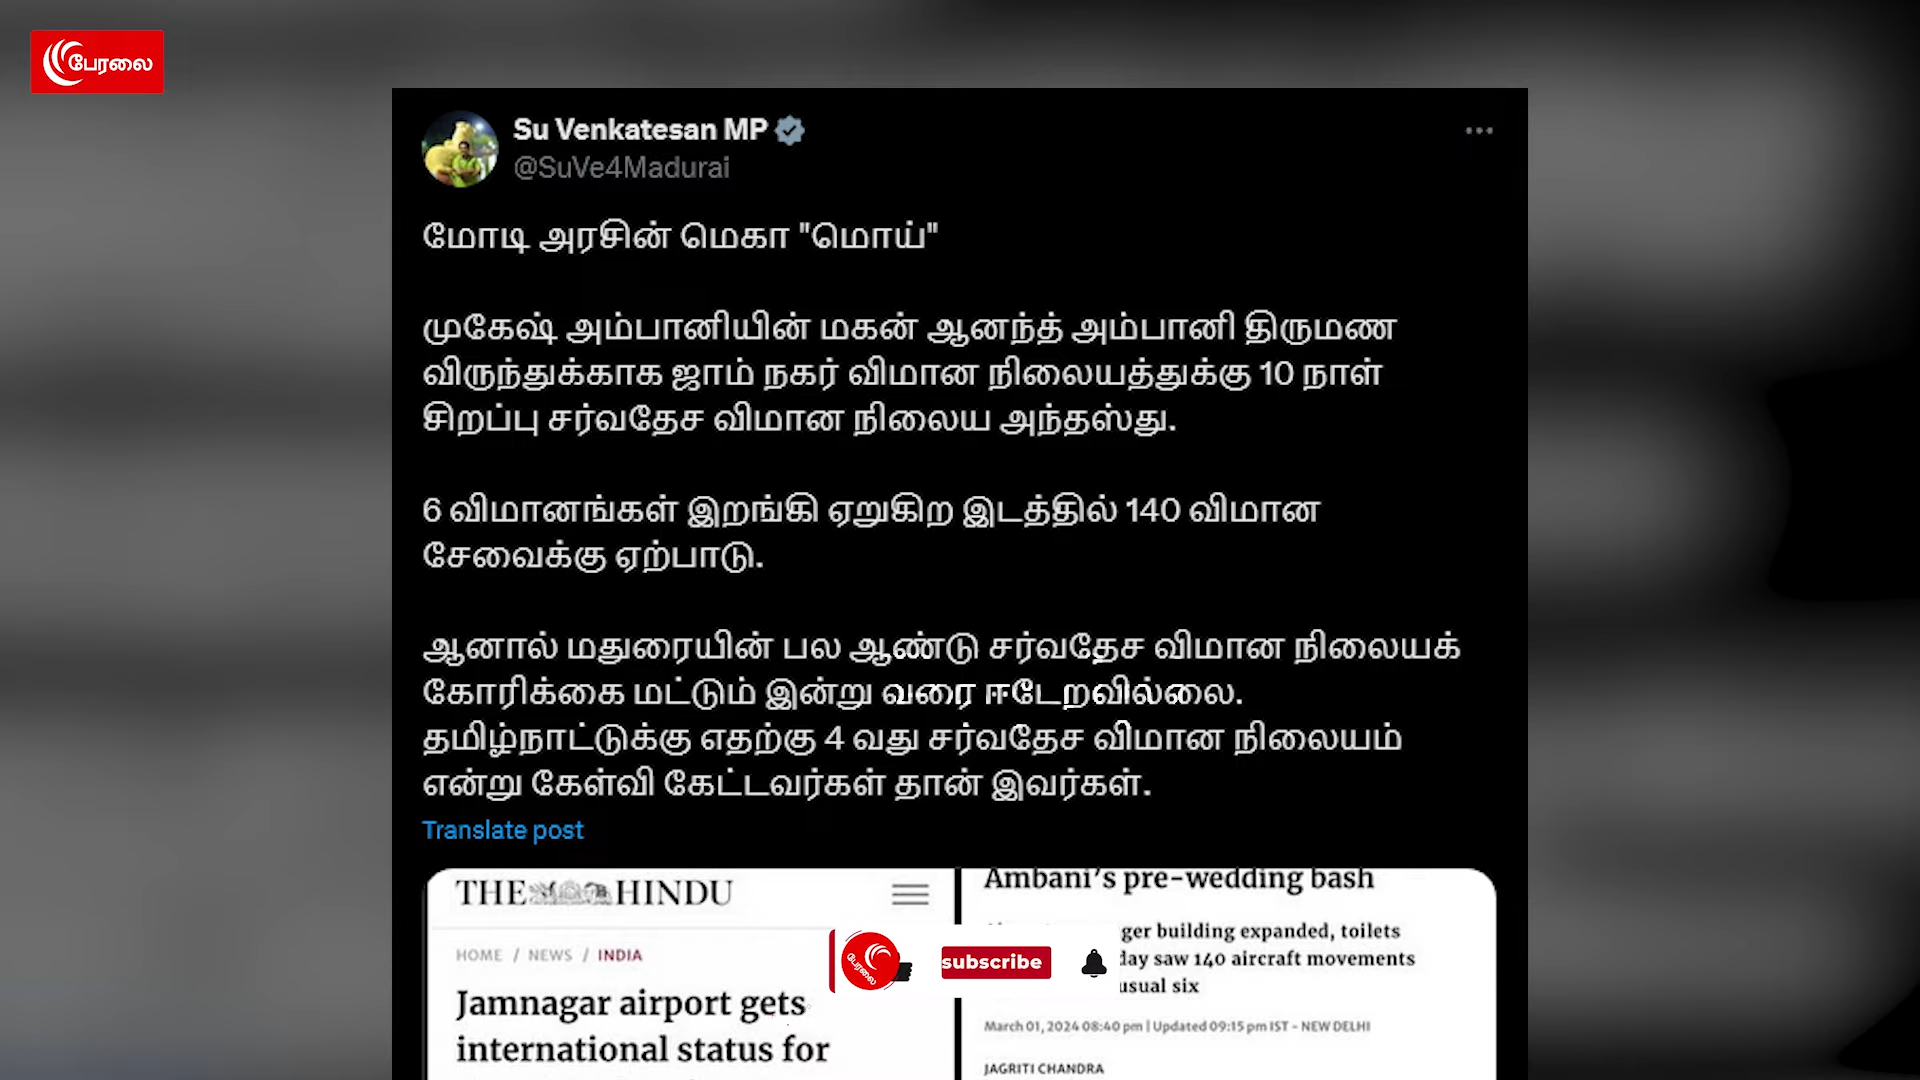 பேரலை
Su Venkatesan MP
@SuVe4Madurai
மோடி அரசின் மெகா "மொய்"
முகேஷ் அம்பானியின் மகன் ஆனந்த் அம்பானி திருமண
விருந்துக்காக ஜாம் நகர் விமான நிலையத்துக்கு 10 நாள்
சிறப்பு சர்வதேச விமான நிலைய அந்தஸ்து.
6 விமானங்கள் இறங்கி ஏறுகிற இடத்தில் 140 விமான
சேவைக்கு ஏற்பாடு.
ஆனால் மதுரையின் பல ஆண்டு சர்வதேச விமான நிலையக்
கோரிக்கை மட்டும் இன்று வரை ஈடேறவில்லை.
தமிழ்நாட்டுக்கு எதற்கு 4 வது சர்வதேச விமான நிலையம்
என்று கேள்வி கேட்டவர்கள் தான் இவர்கள்.
Translate post
THE HINDU
HOME / NEWS / INDIA
Jamnagar airport gets
international status for
Ambani's pre-wedding bash
ger building expanded, toilets
day saw 140 aircraft movements
usual six
March 01, 2024 08:40 pm | Updated 09:15 pm IST - NEW DELHI
JAGRITI CHANDRA
பேரலை
subscribe